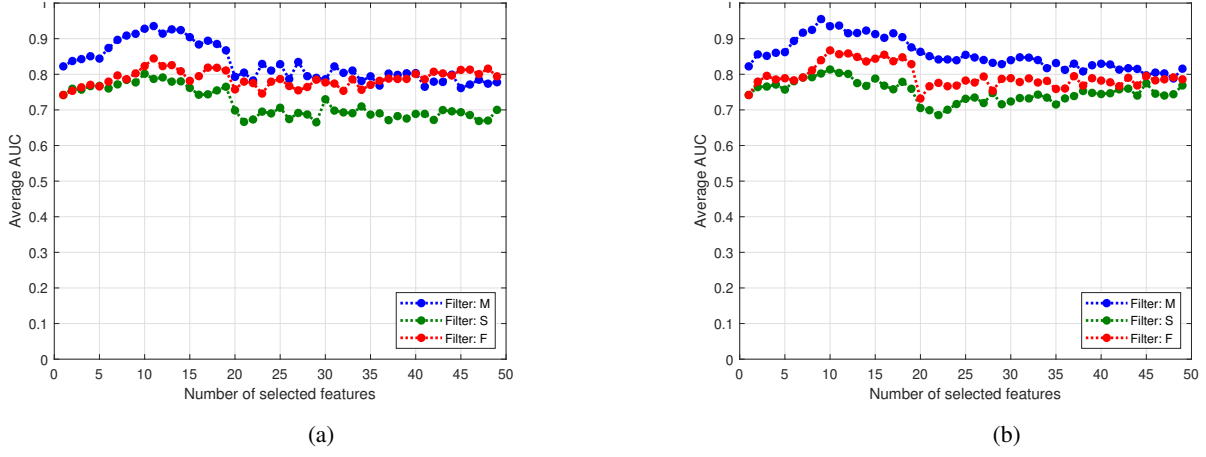 1
0.9
0.8
0.7
0.6
0.5
0.4
0.3
0.2
0.1
0
Average AUC
0 5 10 15 20 25 30 35 40 45 50
Number of selected features
Filter: M
Filter: S
Filter: F
(a)
1
0.9
0.8
0.7
0.6
0.5
0.4
0.3
0.2
0.1
0
Average AUC
0 5 10 15 20 25 30 35 40 45 50
Number of selected features
Filter: M
Filter: S
Filter: F
(b)